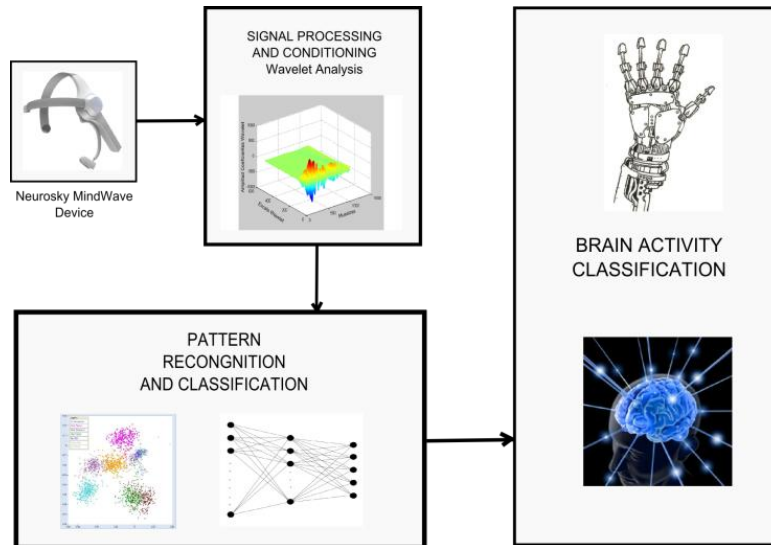 SIGNAL PROCESSING
AND CONDITIONING
Wavelet Analysis
Neurosky MindWave
Device
PATTERN
RECONGNITION
AND CLASSIFICATION
BRAIN ACTIVITY
CLASSIFICATION